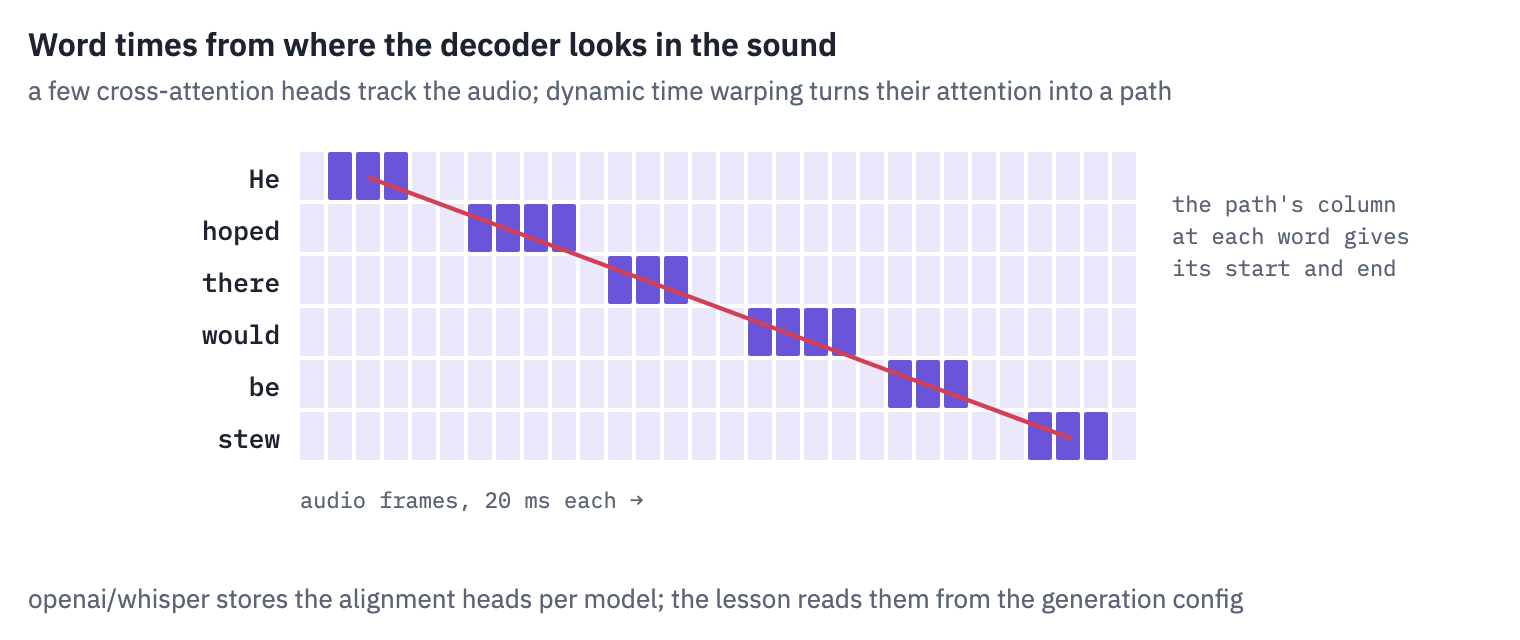 Word times from where the decoder looks in the sound
a few cross-attention heads track the audio; dynamic time warping turns their attention into a path
He
hoped
there
would
be
stew
the path's column
at each word gives
its start and end
audio frames, 20 ms each →
openai/whisper stores the alignment heads per model; the lesson reads them from the generation config